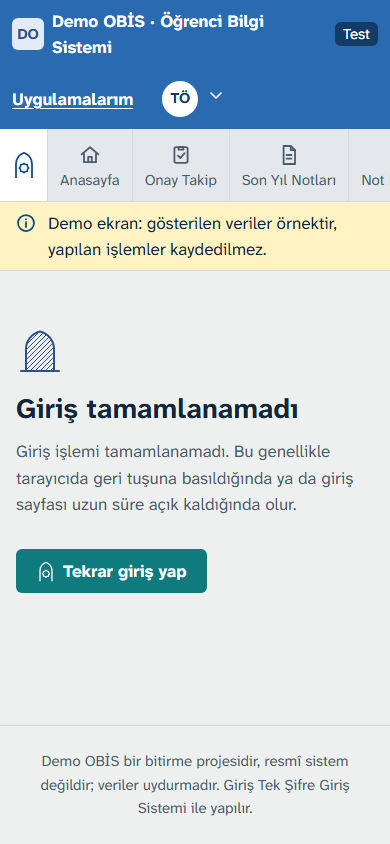 DO
Demo OBİS · Öğrenci Bilgi
Sistemi
Test
Uygulamalarım
TÖ
Anasayfa
Onay Takip
Son Yıl Notları
Not
Demo ekran: gösterilen veriler örnektir,
yapılan işlemler kaydedilmez.
Giriş tamamlanamadı
Giriş işlemi tamamlanamadı. Bu genellikle
tarayıcıda geri tuşuna basıldığında ya da giriş
sayfası uzun süre açık kaldığında olur.
Tekrar giriş yap
Demo OBİS bir bitirme projesidir, resmî sistem
değildir; veriler uydurmadır. Giriş Tek Şifre Giriş
Sistemi ile yapılır.